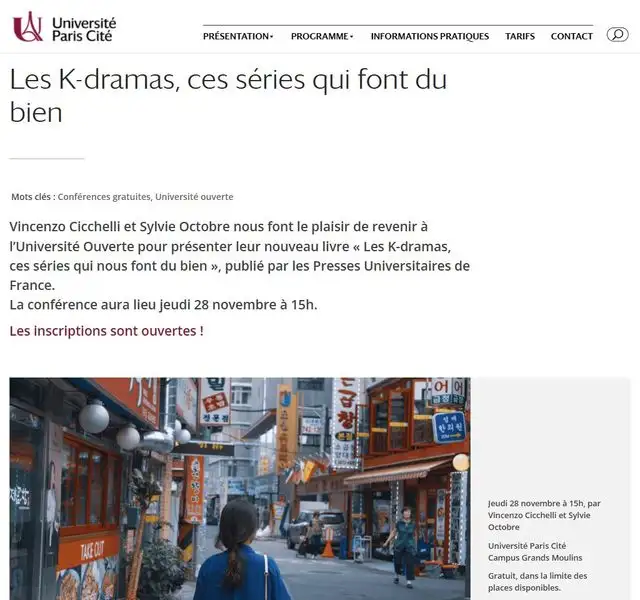 Université
Paris Cité
PRÉSENTATION
PROGRAMME
INFORMATIONS PRATIQUES
TARIFS
CONTACT
Les K-dramas, ces séries qui font du
bien
Mots clés : Conférences gratuites, Université ouverte
Vincenzo Cicchelli et Sylvie Octobre nous font le plaisir de revenir à
l’Université Ouverte pour présenter leur nouveau livre « Les K-dramas,
ces séries qui nous font du bien », publié par les Presses Universitaires de
France.
La conférence aura lieu jeudi 28 novembre à 15h.
Les inscriptions sont ouvertes !
TAKE OUT
한의원
Jeudi 28 novembre à 15h, par
Vincenzo Cicchelli et Sylvie
Octobre
Université Paris Cité
Campus Grands Moulins
Gratuit, dans la limite des
places disponibles.